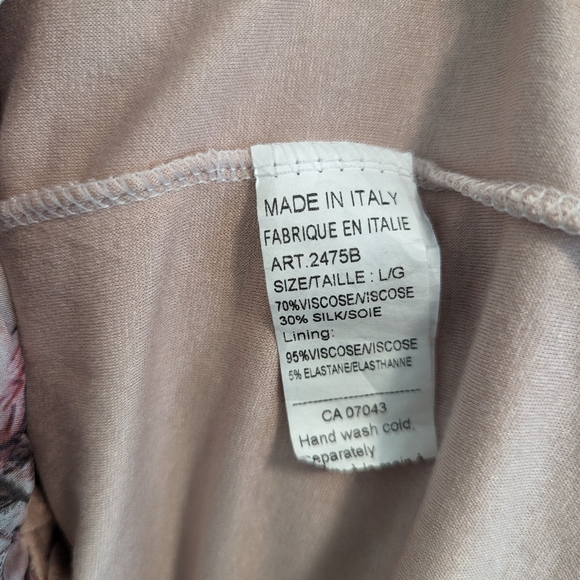 MADE IN ITALY
FABRIQUE EN ITALIE
ART.2475B
SIZE/TAILLE : L/G
70%VISCOSE/VISCOSE
30% SILK/SOIE
Lining:
95%VISCOSE/VISCOSE
5% ELASTANE/ELASTHANNE
CA 07043
Hand wash cold,
Separately